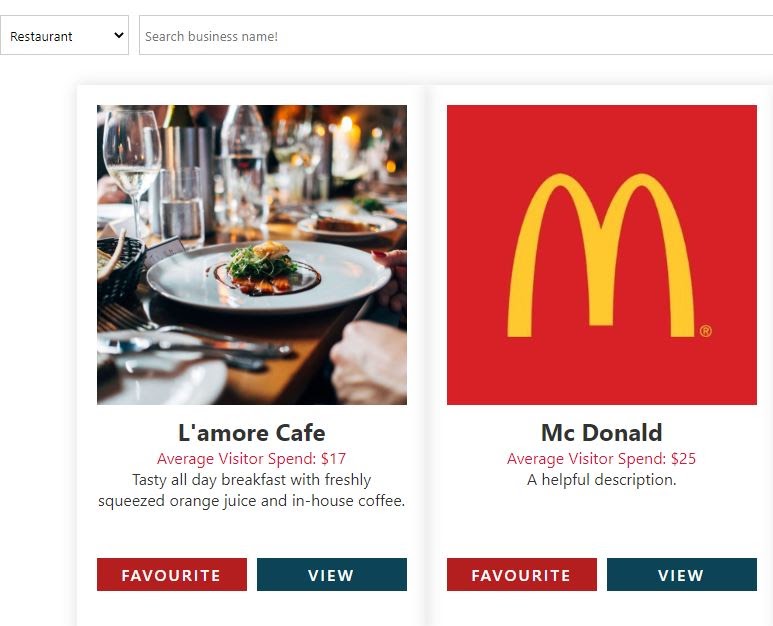 Restaurant
Search business name!
®
L'amore Cafe
Average Visitor Spend: $17
Tasty all day breakfast with freshly
squeezed orange juice and in-house coffee.
FAVOURITE
VIEW
Mc Donald
Average Visitor Spend: $25
A helpful description.
FAVOURITE
VIEW